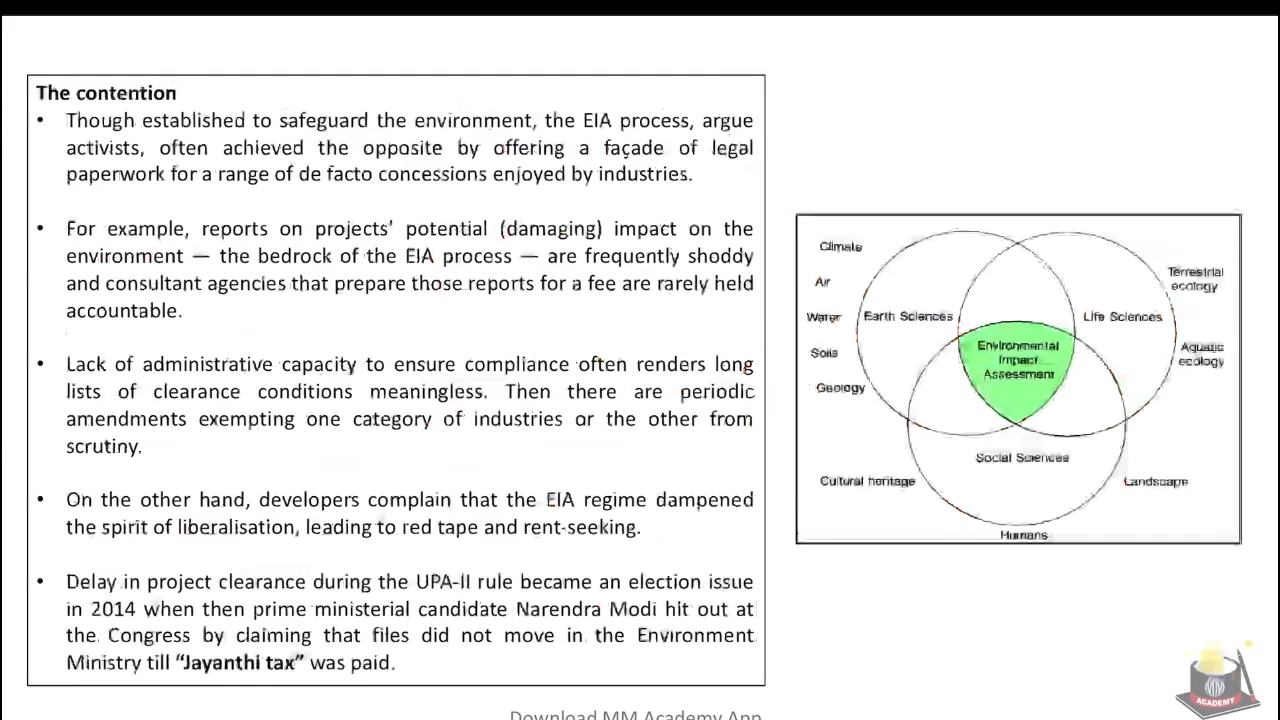 The contention
• Though established to safeguard the environment, the EIA process, argue
activists, often achieved the opposite by offering a façade of legal
paperwork for a range of de facto concessions enjoyed by industries.
• For example, reports on projects' potential (damaging) impact on the
environment — the bedrock of the EIA process — are frequently shoddy
and consultant agencies that prepare those reports for a fee are rarely held
accountable.
• Lack of administrative capacity to ensure compliance often renders long
lists of clearance conditions meaningless. Then there are periodic
amendments exempting one category of industries or the other from
scrutiny.
• On the other hand, developers complain that the EIA regime dampened
the spirit of liberalisation, leading to red tape and rent-seeking.
• Delay in project clearance during the UPA-II rule became an election issue
in 2014 when then prime ministerial candidate Narendra Modi hit out at
the Congress by claiming that files did not move in the Environment
Ministry till “Jayanthi tax” was paid.
Climate
Air
Water
Soils
Geology
Earth Sciences
Life Sciences
Terrestrial
ecology
Aquatic
ecology
Environmental
Impact
Assessment
Social Sciences
Cultural heritage
Landscape
Humans
ACADEMY
Download MM Academy App